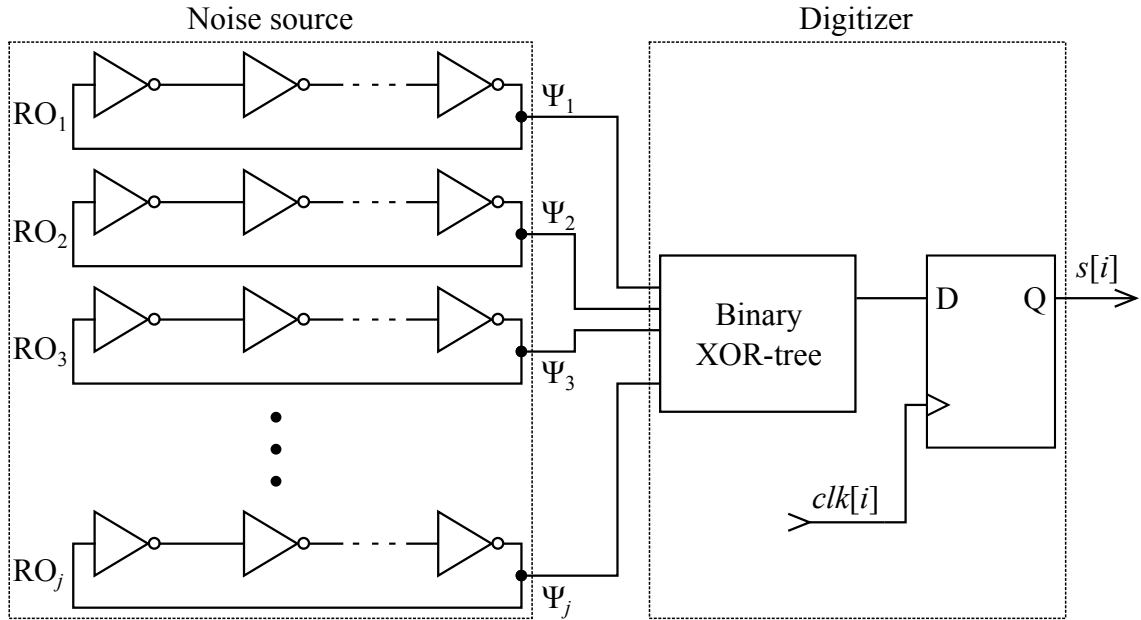 Noise source
Digitizer
RO₁
Ψ₁
RO₂
Ψ₂
RO₃
Ψ₃
Binary
XOR-tree
D
Q
s[i]
clk[i]
ROⱼ
Ψⱼ